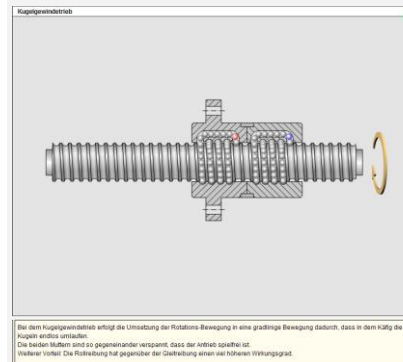 Kugelgewindetrieb
Bei dem Kugelgewindetrieb erfolgt die Umsetzung der Rotations-Bewegung in eine gradlinige Bewegung dadurch, dass in dem Käfig die
Kugeln endlos umlaufen.
Die beiden Muttern sind so gegeneinander verspannt, dass der Antrieb spielfrei ist.
Weiterer Vorteil: Die Rollreibung hat gegenüber der Gleitreibung einen viel höheren Wirkungsgrad.